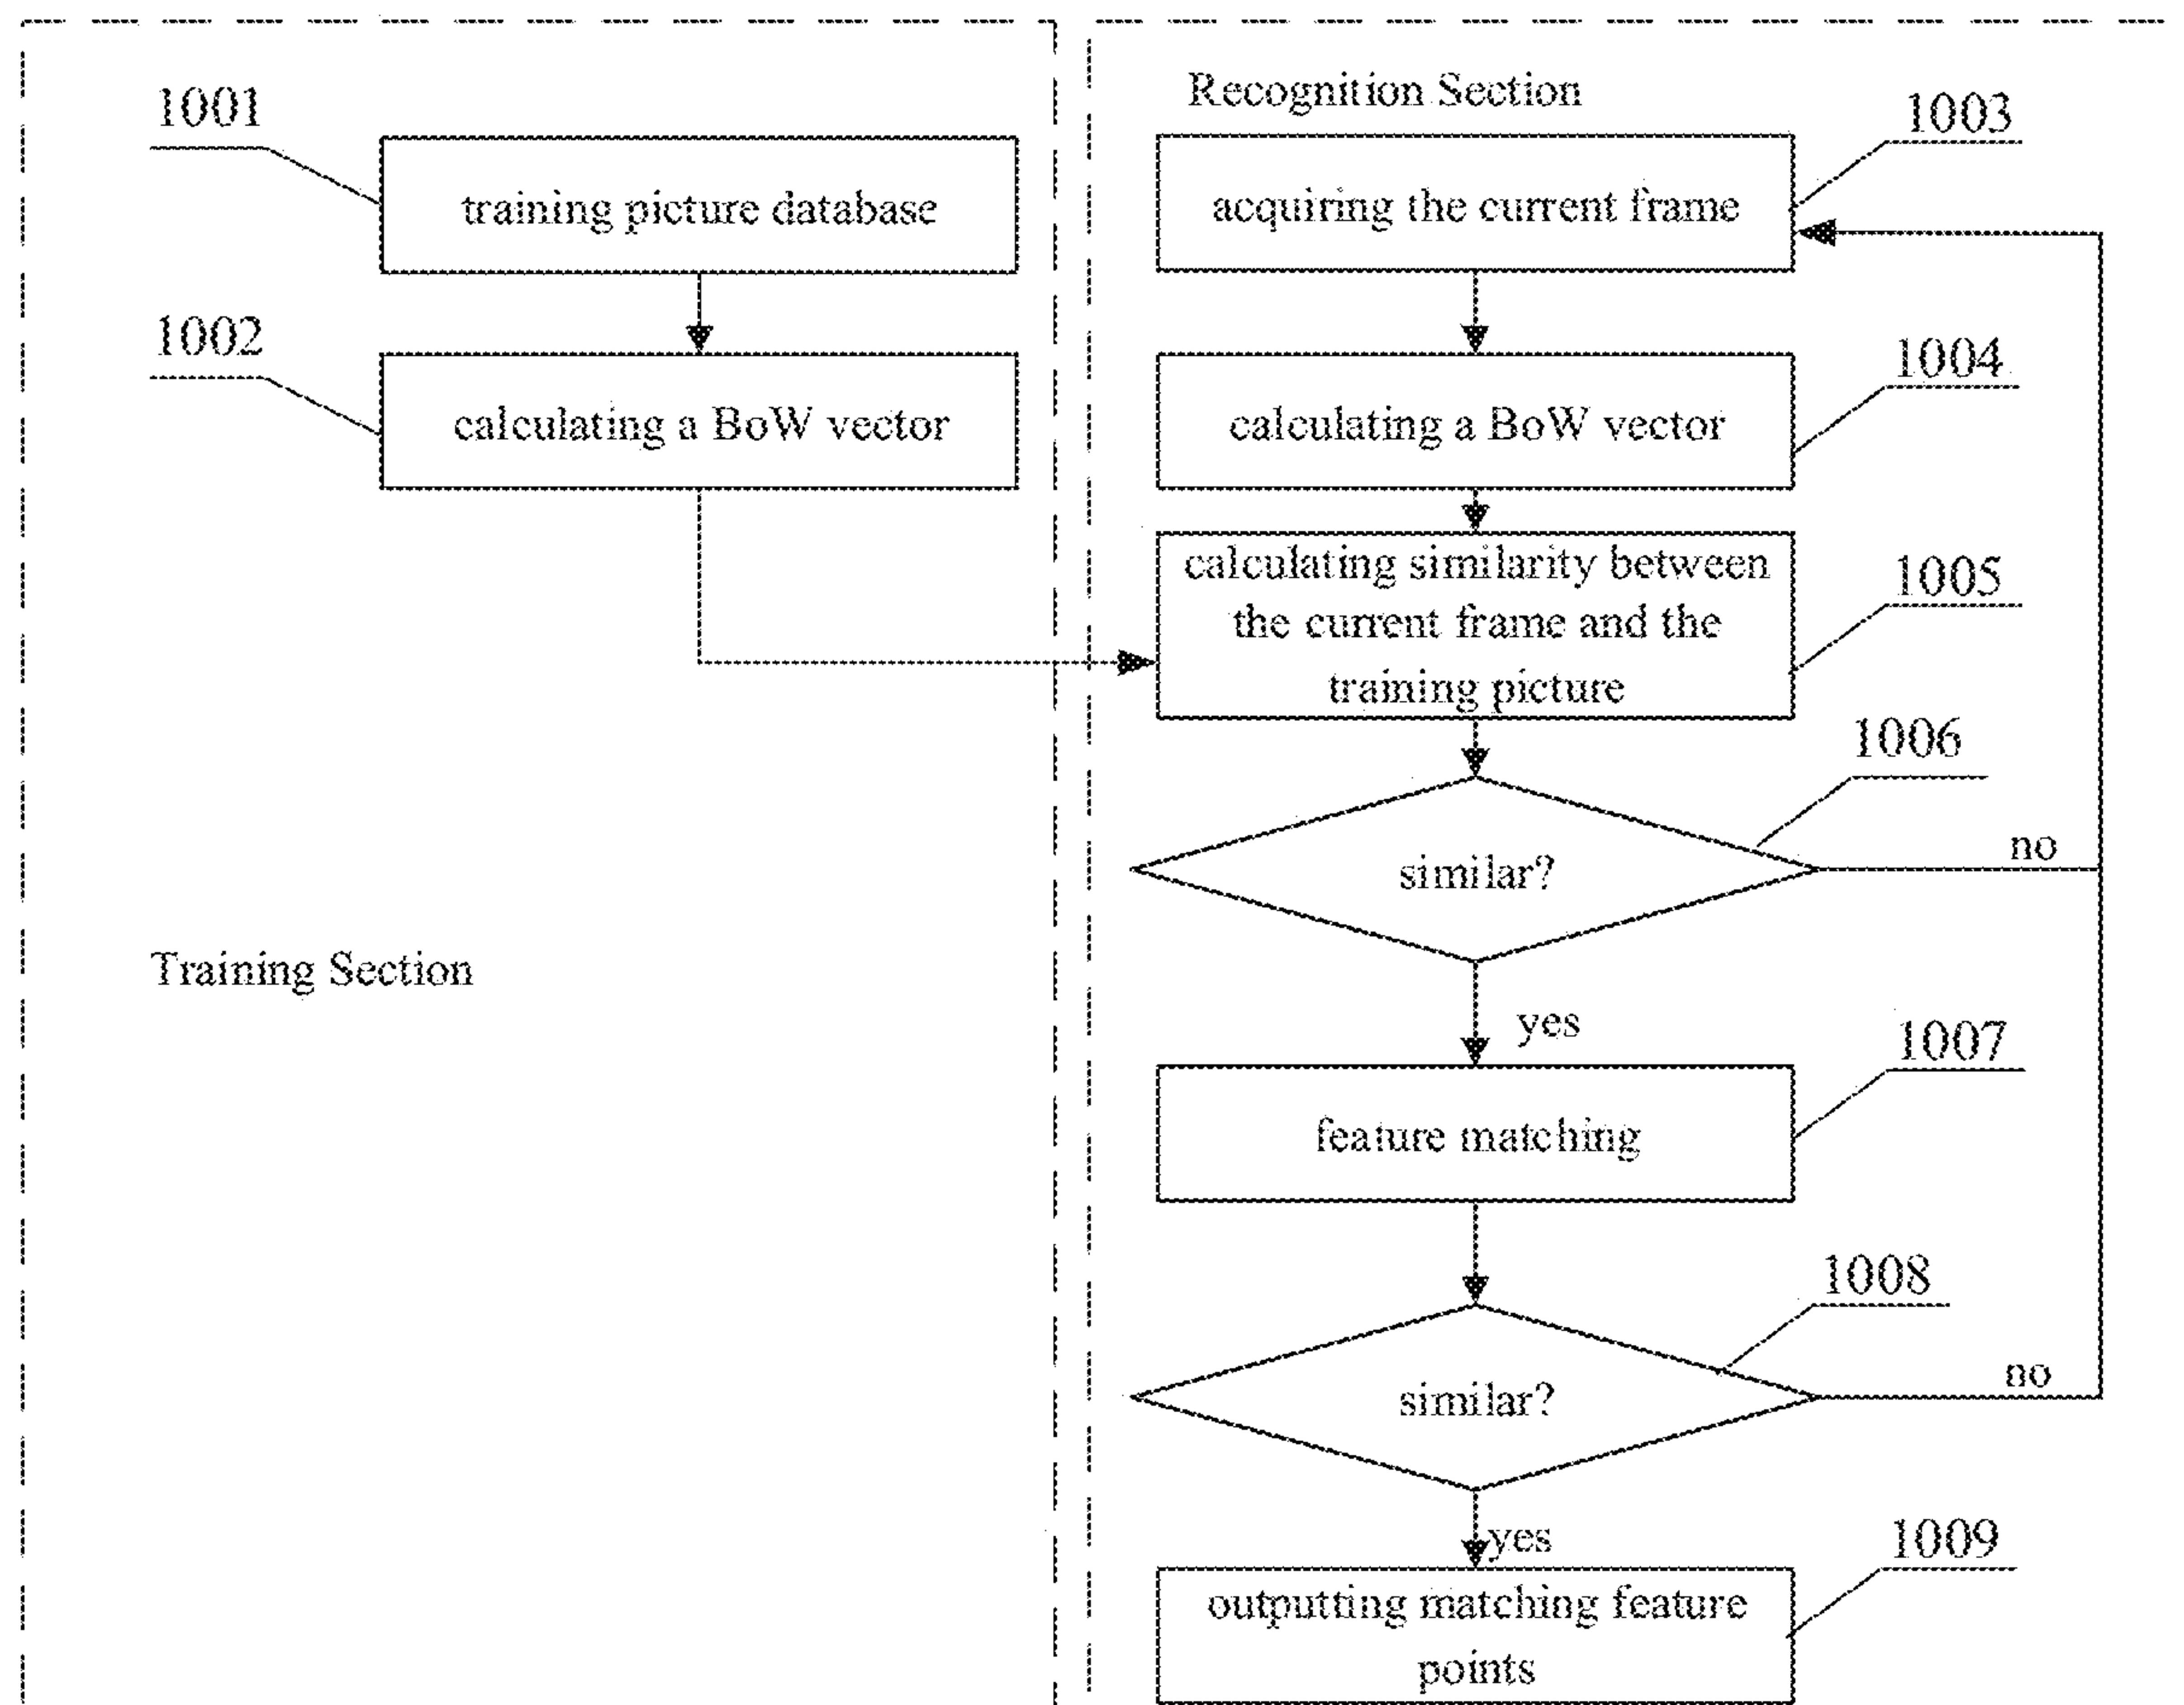 1001
training picture database
1002
calculating a BoW vector
Training Section
Recognition Section
1003
acquiring the current frame
1004
calculating a BoW vector
1005
calculating similarity between
the current frame and the
training picture
1006
similar?
no
yes
1007
feature matching
1008
similar?
no
yes
1009
outputting matching feature
points